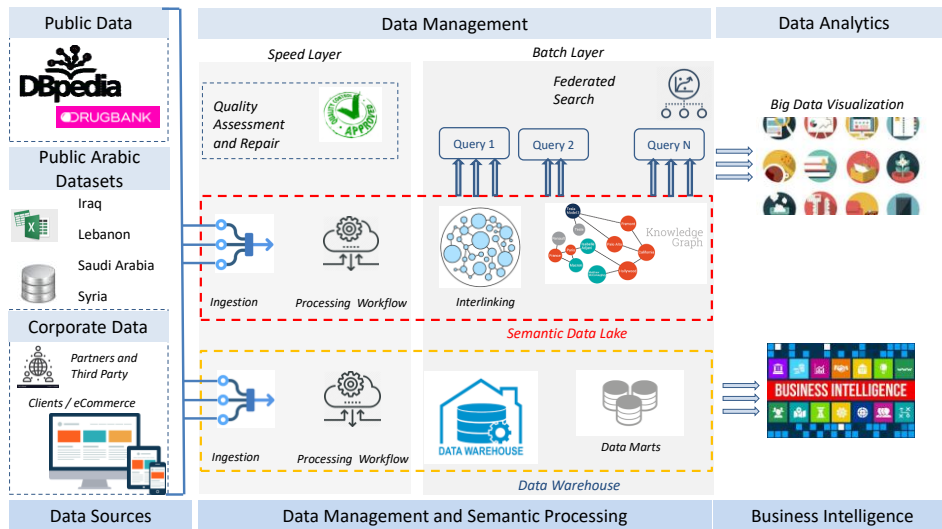 Public Data
DBpedia
DRUGBANK
Public Arabic
Datasets
Iraq
Lebanon
Saudi Arabia
Syria
Corporate Data
Partners and
Third Party
Clients / eCommerce
Data Sources
Data Management
Speed Layer
Batch Layer
Quality
Assessment
and Repair
QUALITY CONTROL
APPROVED
Federated
Search
Query 1
Query 2
Query N
Knowledge
Graph
Ingestion
Processing Workflow
Interlinking
Semantic Data Lake
Ingestion
Processing Workflow
DATA WAREHOUSE
Data Marts
Data Warehouse
Data Management and Semantic Processing
Data Analytics
Big Data Visualization
BUSINESS INTELLIGENCE
Business Intelligence